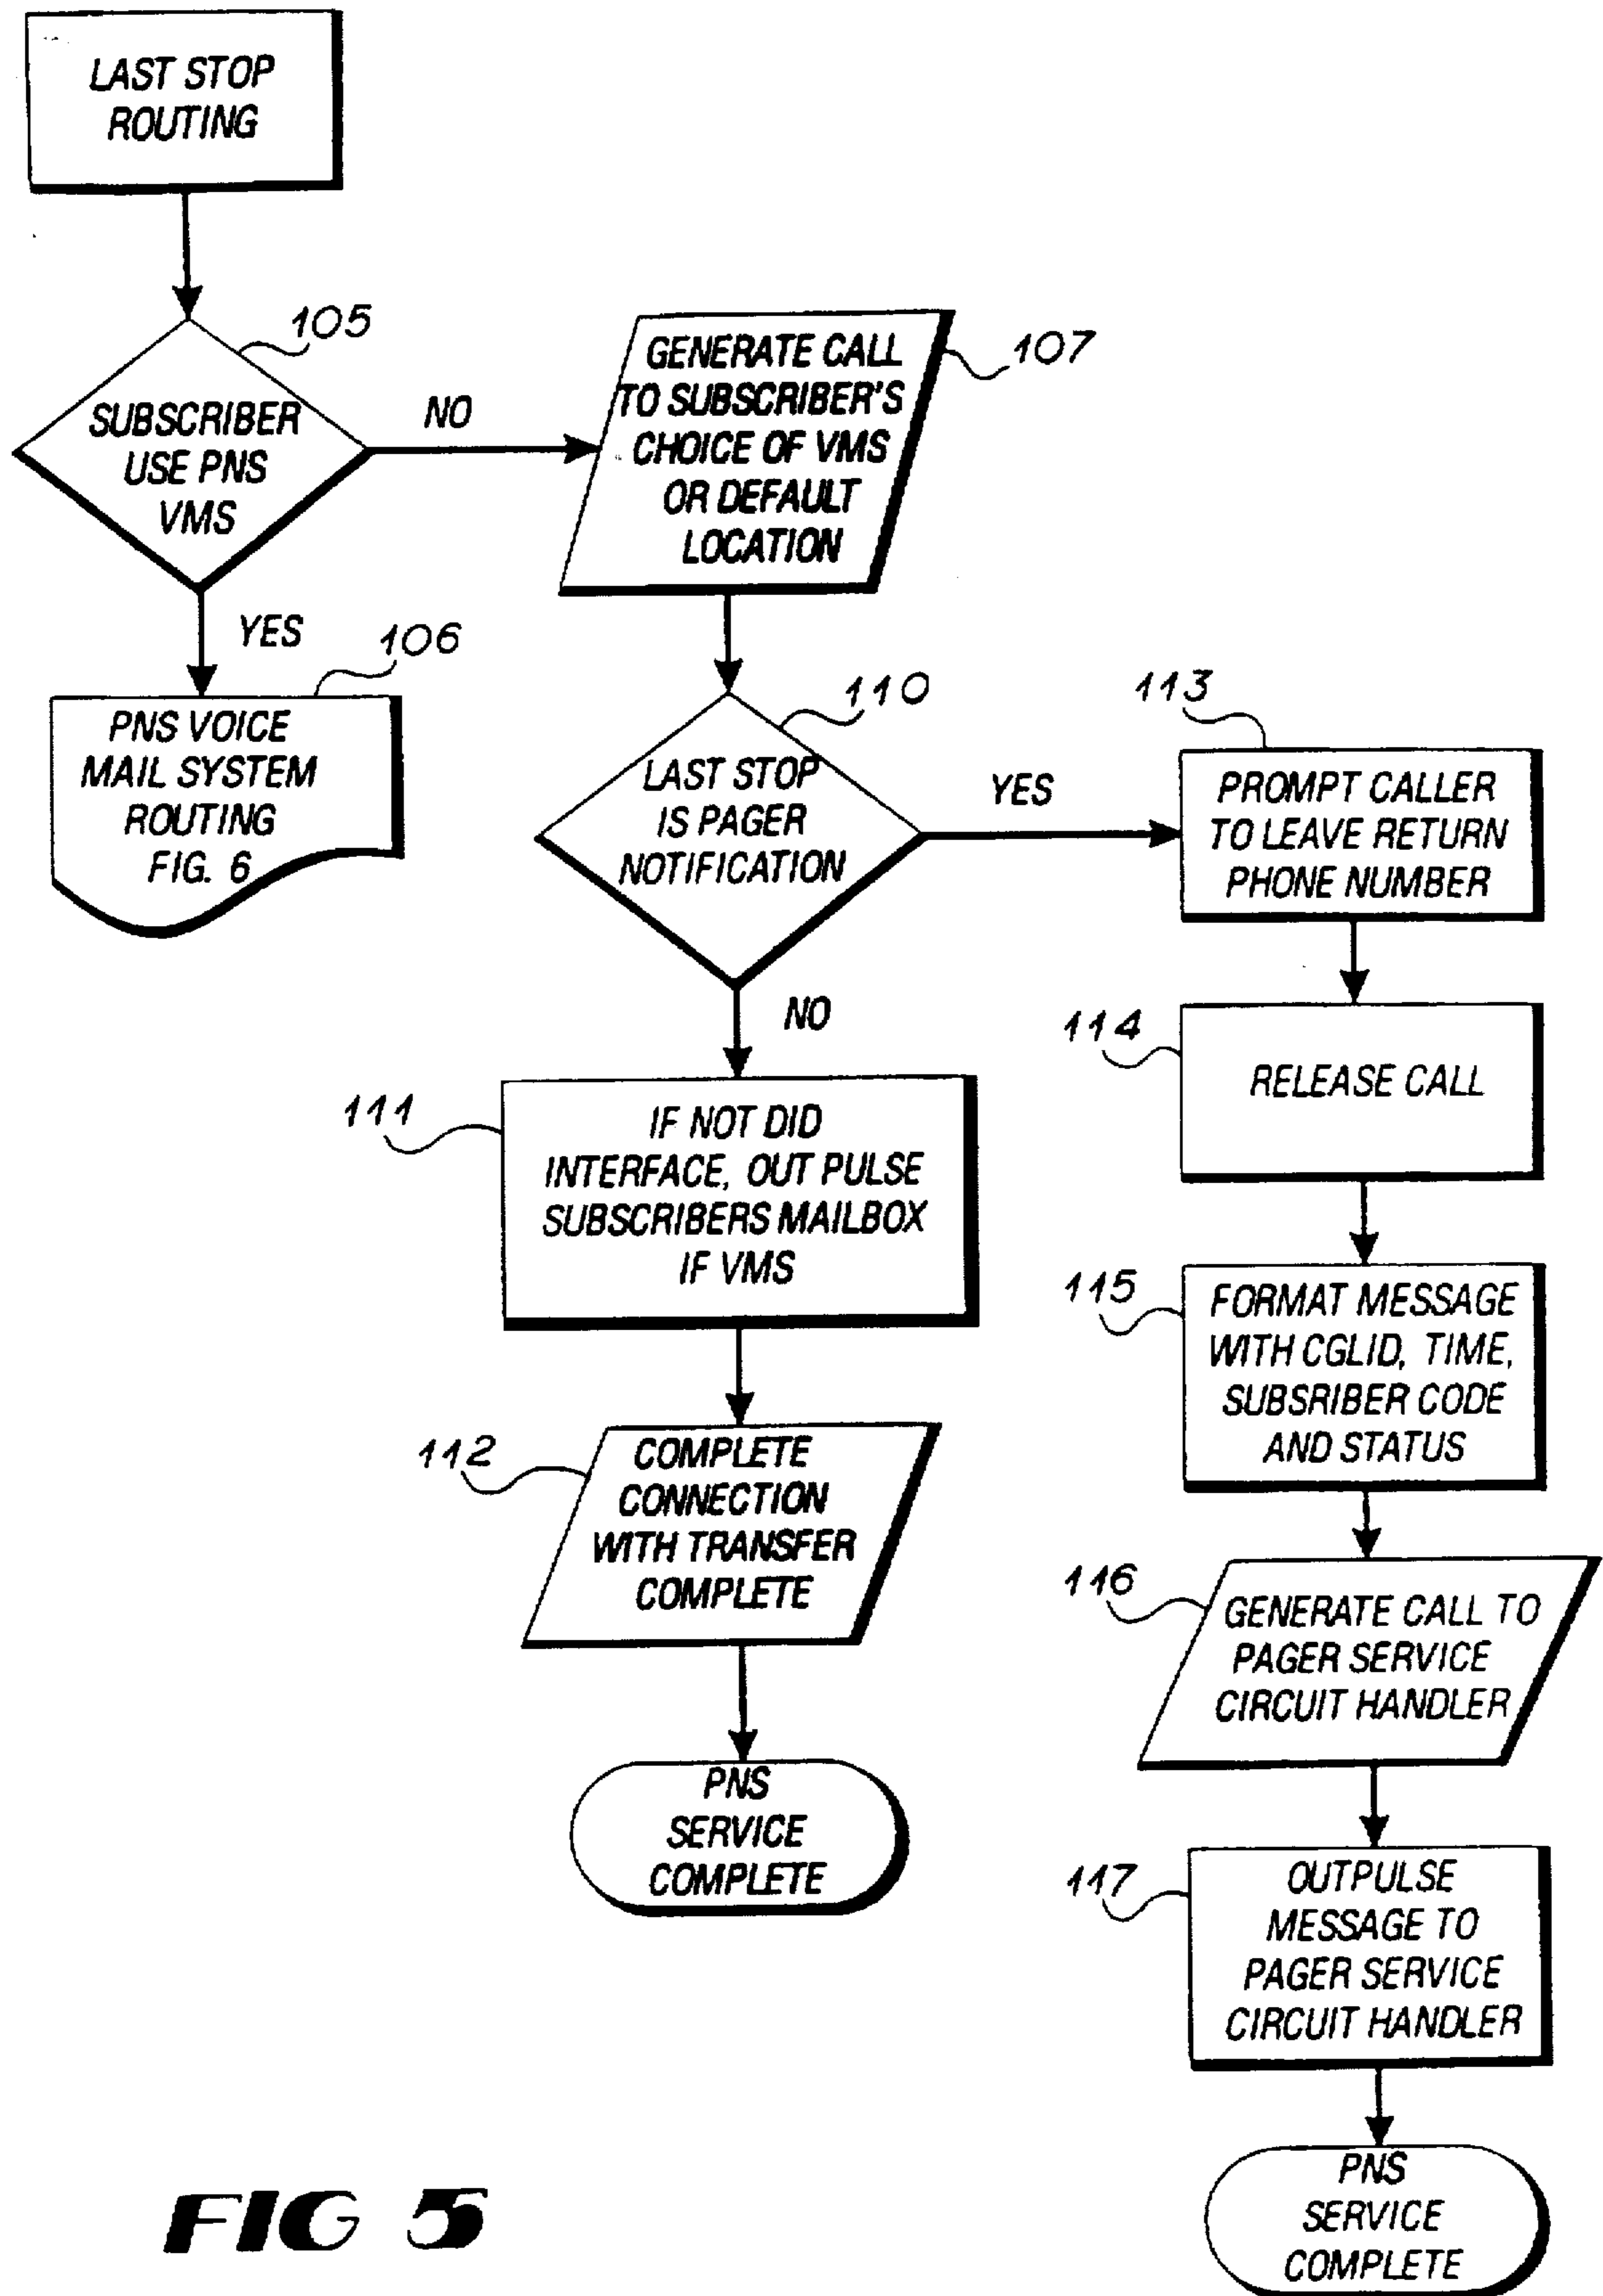 LAST STOP
ROUTING
105
SUBSCRIBER
USE PNS
VMS
NO
YES
106
PNS VOICE
MAIL SYSTEM
ROUTING
FIG. 6
107
GENERATE CALL
TO SUBSCRIBER'S
CHOICE OF VMS
OR DEFAULT
LOCATION
110
LAST STOP
IS PAGER
NOTIFICATION
YES
NO
111
IF NOT DID
INTERFACE, OUT PULSE
SUBSCRIBERS MAILBOX
IF VMS
112
COMPLETE
CONNECTION
WITH TRANSFER
COMPLETE
PNS
SERVICE
COMPLETE
113
PROMPT CALLER
TO LEAVE RETURN
PHONE NUMBER
114
RELEASE CALL
115
FORMAT MESSAGE
WITH CGLID, TIME,
SUBSRIBER CODE
AND STATUS
116
GENERATE CALL TO
PAGER SERVICE
CIRCUIT HANDLER
117
OUTPULSE
MESSAGE TO
PAGER SERVICE
CIRCUIT HANDLER
PNS
SERVICE
COMPLETE
FIG 5